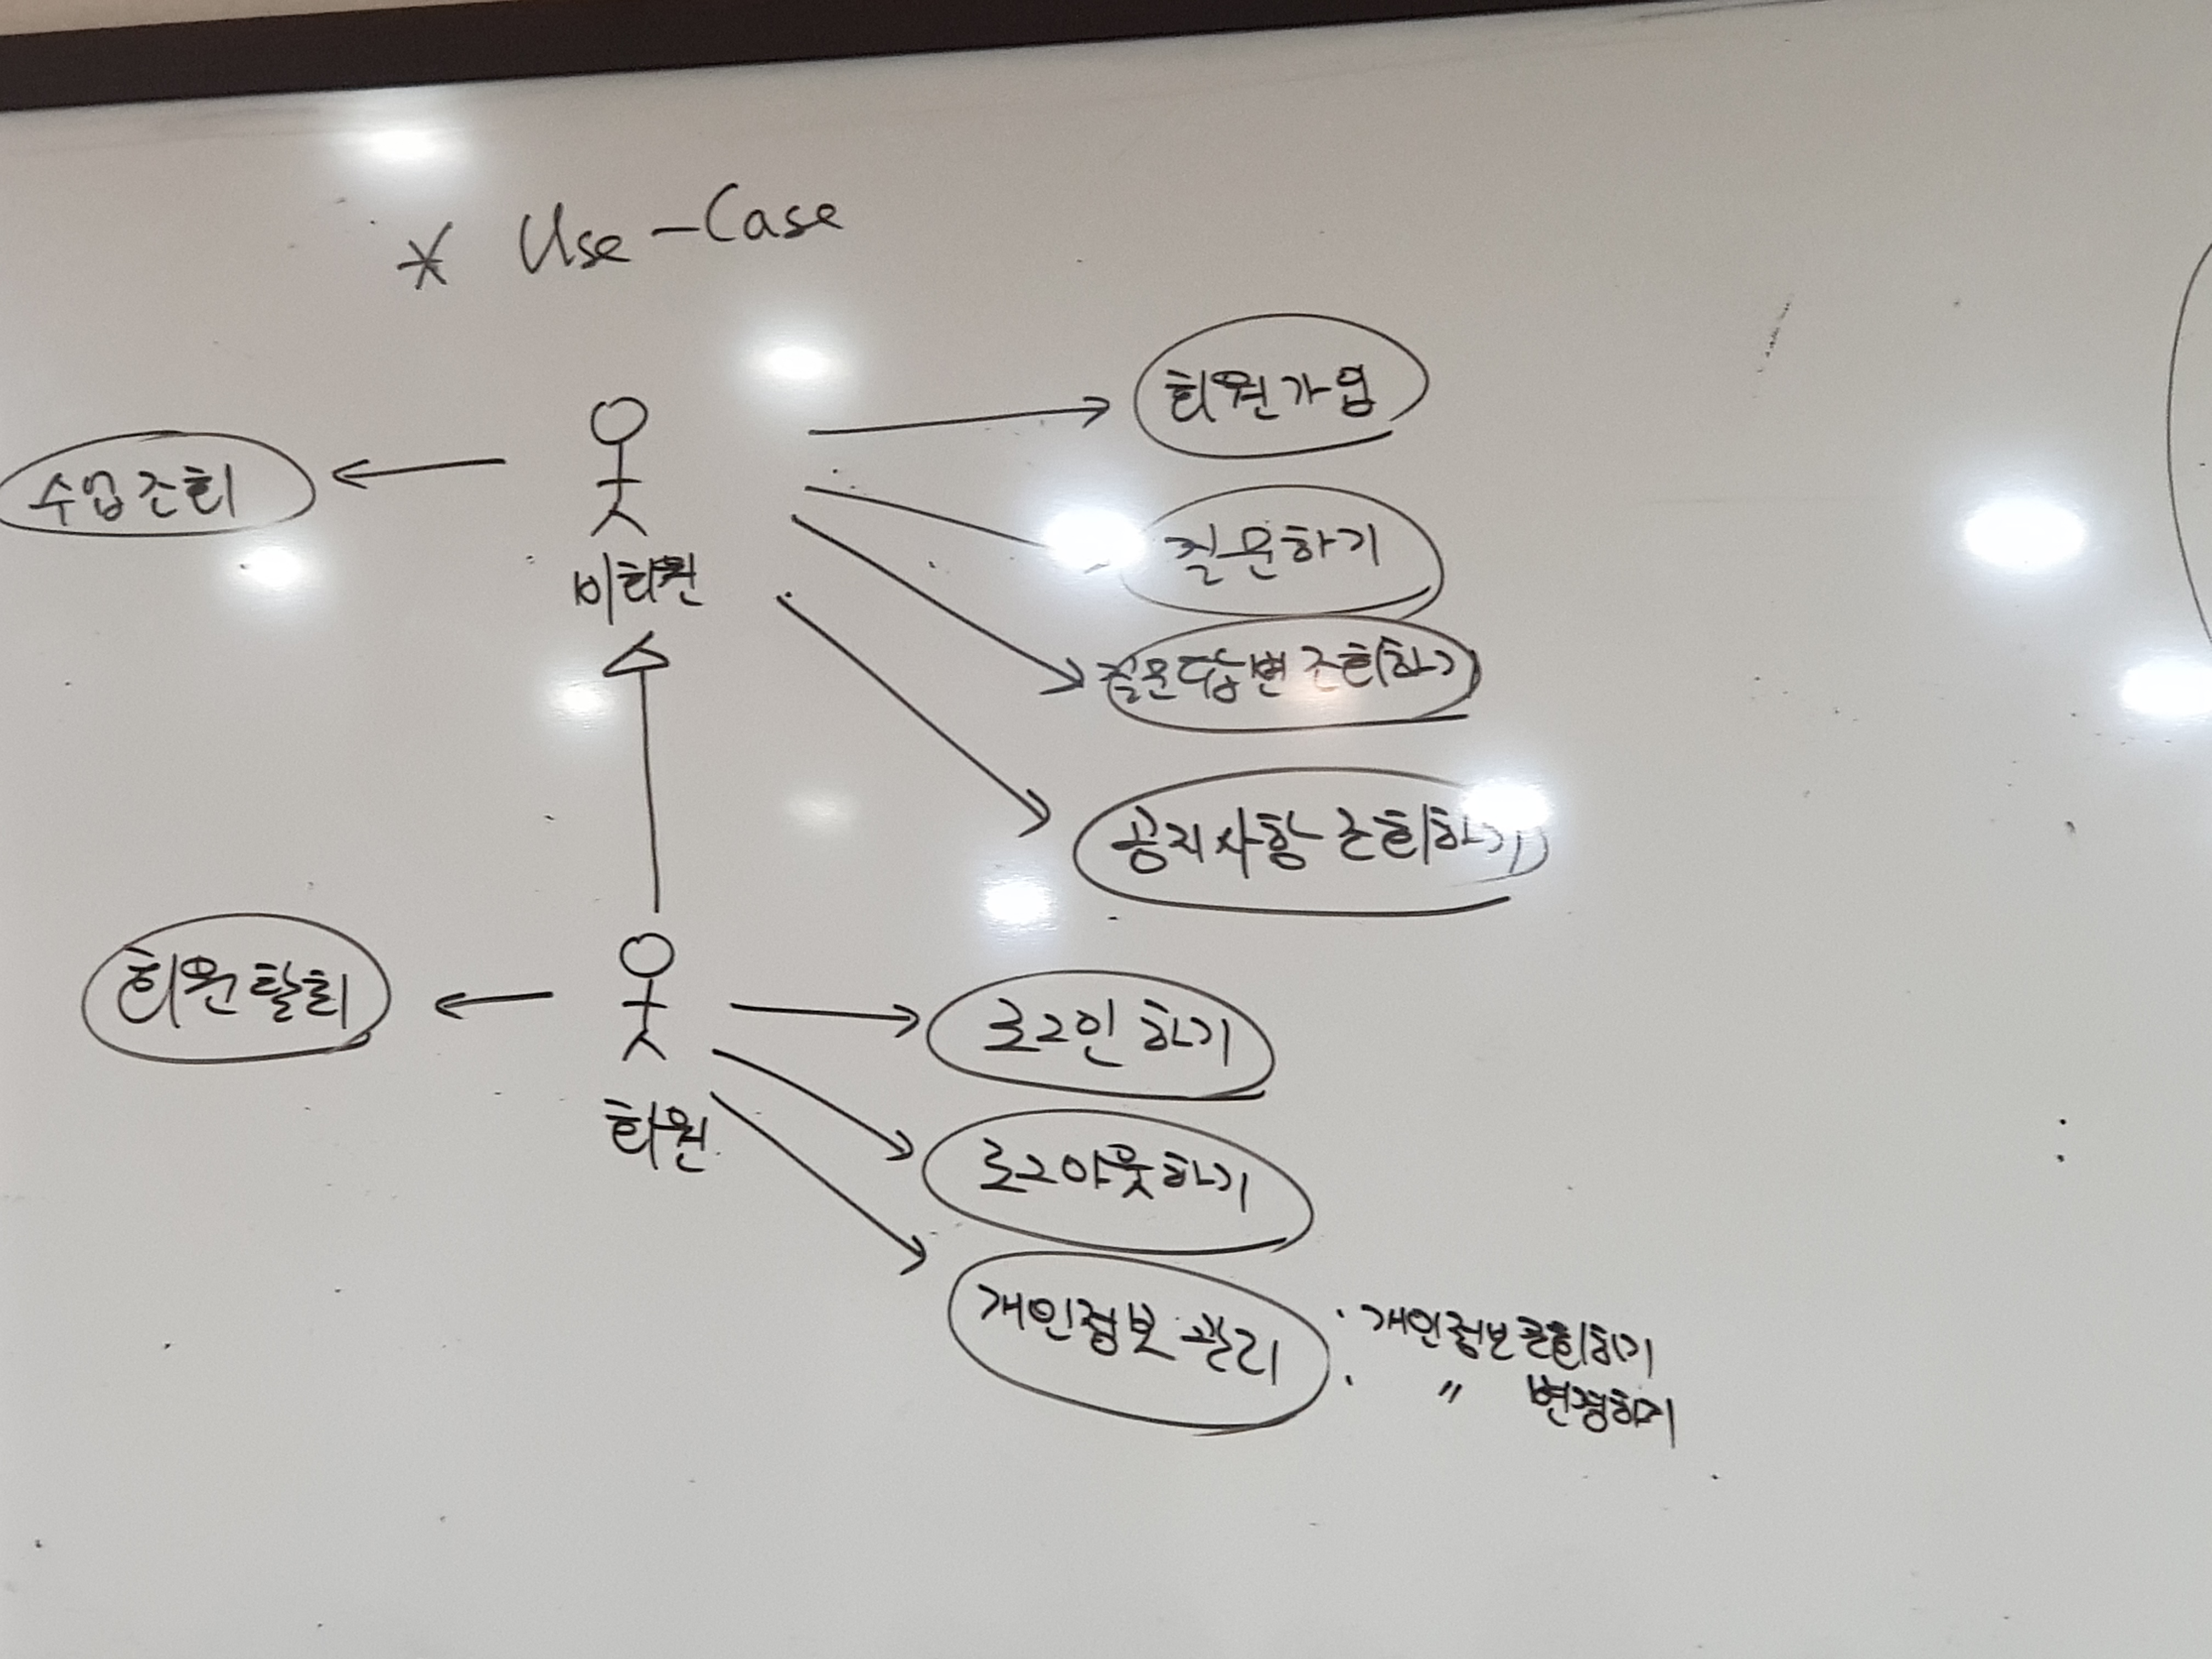 * Use-Case
회원가입
수업조회
질문하기
비회원
질문답변조회하기
공지사항 조회하기
회원탈퇴
로그인하기
회원
로그아웃하기
개인정보 관리
· 개인정보조회하기
· " 변경하기